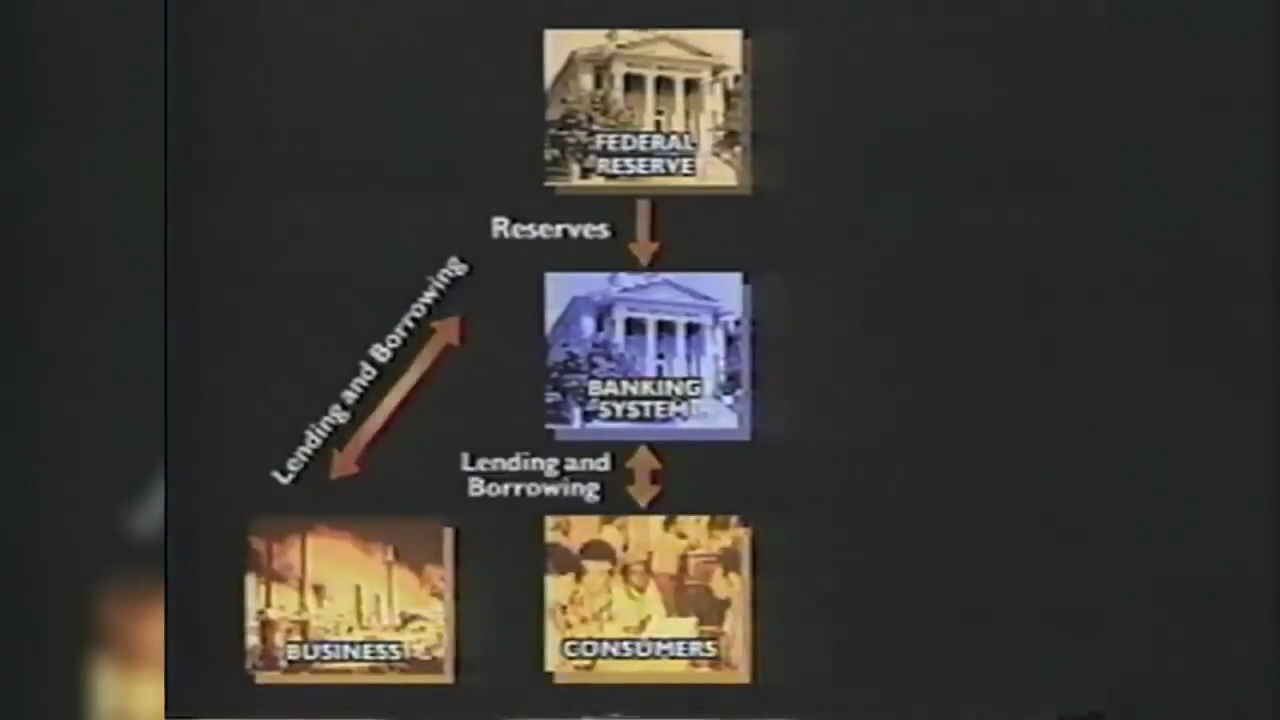 FEDERAL
RESERVE
Reserves
Lending and Borrowing
BANKING
SYSTEM
Lending and
Borrowing
BUSINESS
CONSUMERS